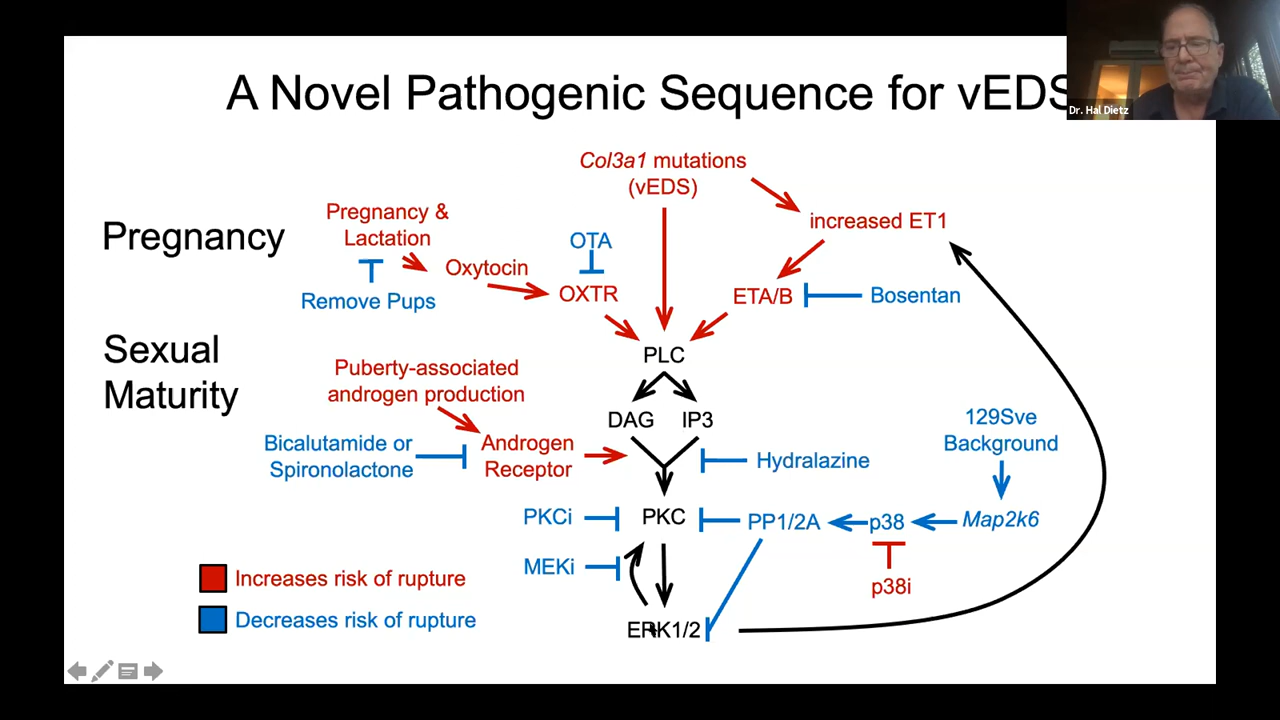 A Novel Pathogenic Sequence for vEDS
Dr. Hal Dietz
Col3a1 mutations
(vEDS)
Pregnancy
Pregnancy &
Lactation
OTA
increased ET1
Oxytocin
OXTR
ETA/B
Bosentan
Remove Pups
Sexual
Maturity
PLC
Puberty-associated
androgen production
DAG
IP3
129Sve
Background
Bicalutamide or
Spironolactone
Androgen
Receptor
Hydralazine
PKCi
PKC
PP1/2A
p38
Map2k6
MEKi
p38i
Increases risk of rupture
Decreases risk of rupture
ERK1/2